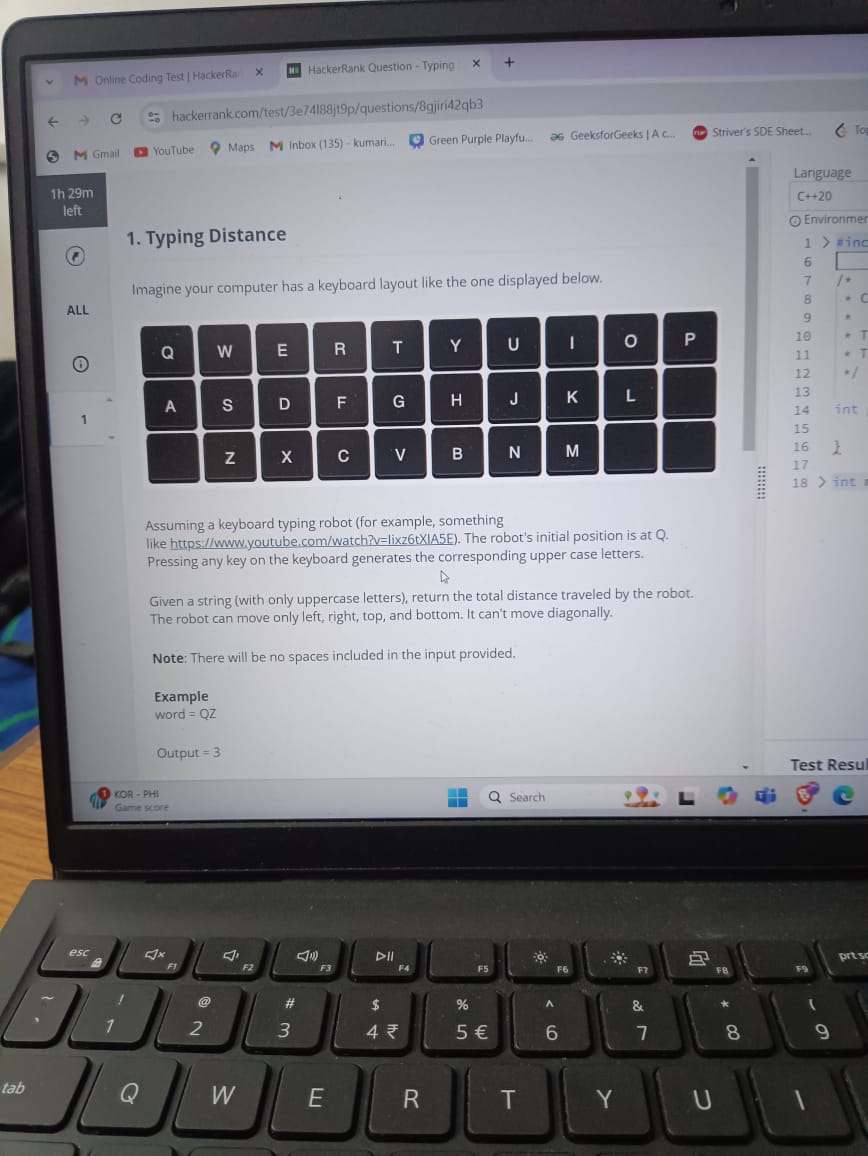 Online Coding Test | HackerRan
HackerRank Question - Typing
hackerrank.com/test/3e74l88jt9p/questions/8gjiri42qb3
Gmail
YouTube
Maps
Inbox (135) - kumari...
Green Purple Playfu...
GeeksforGeeks | A c...
Striver's SDE Sheet...
Top
1h 29m
left
ALL
1
1. Typing Distance
Imagine your computer has a keyboard layout like the one displayed below.
Q W E R T Y U I O P
A S D F G H J K L
Z X C V B N M
Assuming a keyboard typing robot (for example, something
like https://www.youtube.com/watch?v=Iixz6tXIA5E). The robot's initial position is at Q.
Pressing any key on the keyboard generates the corresponding upper case letters.
Given a string (with only uppercase letters), return the total distance traveled by the robot.
The robot can move only left, right, top, and bottom. It can't move diagonally.
Note: There will be no spaces included in the input provided.
Example
word = QZ
Output = 3
Language
C++20
Environmen
1 > #inc
6
7 /*
8 * C
9 *
10 * T
11 * T
12 */
13
14 int
15
16 }
17
18 > int
Test Resul
1
KOR - PHI
Game score
Search
esc
F1
F2
F3
F4
F5
F6
F7
F8
F9
prt sc
~ `
! 1
@ 2
# 3
$ 4 ₹
% 5 €
^ 6
& 7
* 8
( 9
tab Q W E R T Y U I